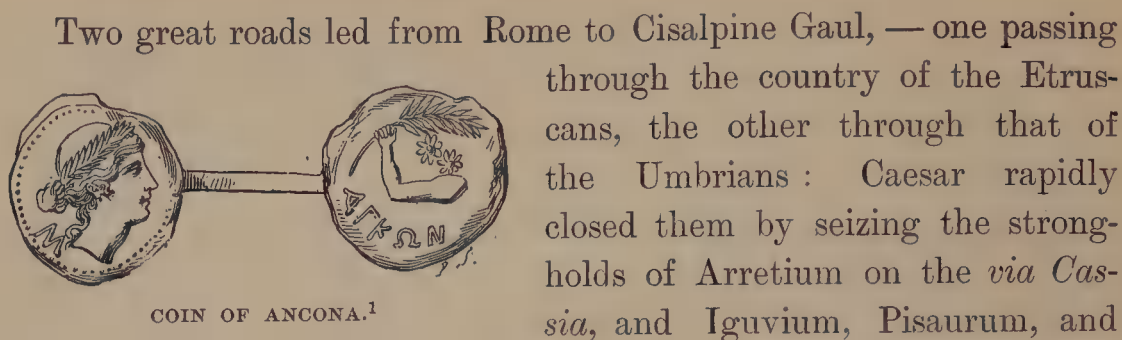 Two great roads led from Rome to Cisalpine Gaul, — one passing
through the country of the Etrus-
cans, the other through that of
the Umbrians : Caesar rapidly
closed them by seizing the strong-
holds of Arretium on the via Cas-
sia, and Iguvium, Pisaurum, and
M
ΑΓΚΩΝ
COIN OF ANCONA.¹